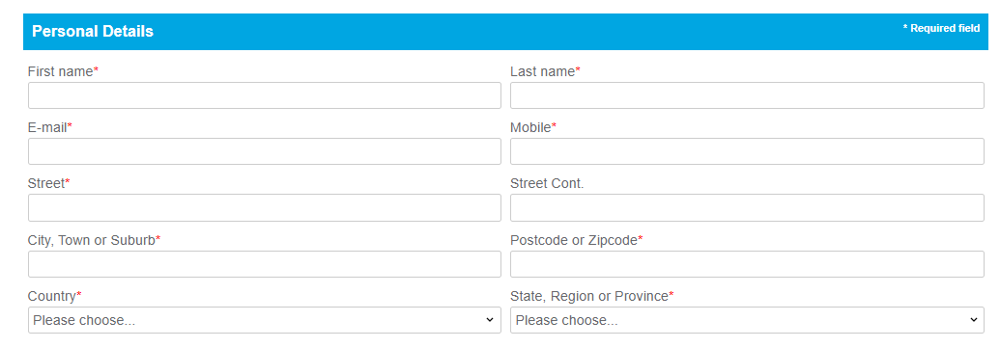 Personal Details * Required field
First name* Last name*
E-mail* Mobile*
Street* Street Cont.
City, Town or Suburb* Postcode or Zipcode*
Country* State, Region or Province*
Please choose... Please choose...